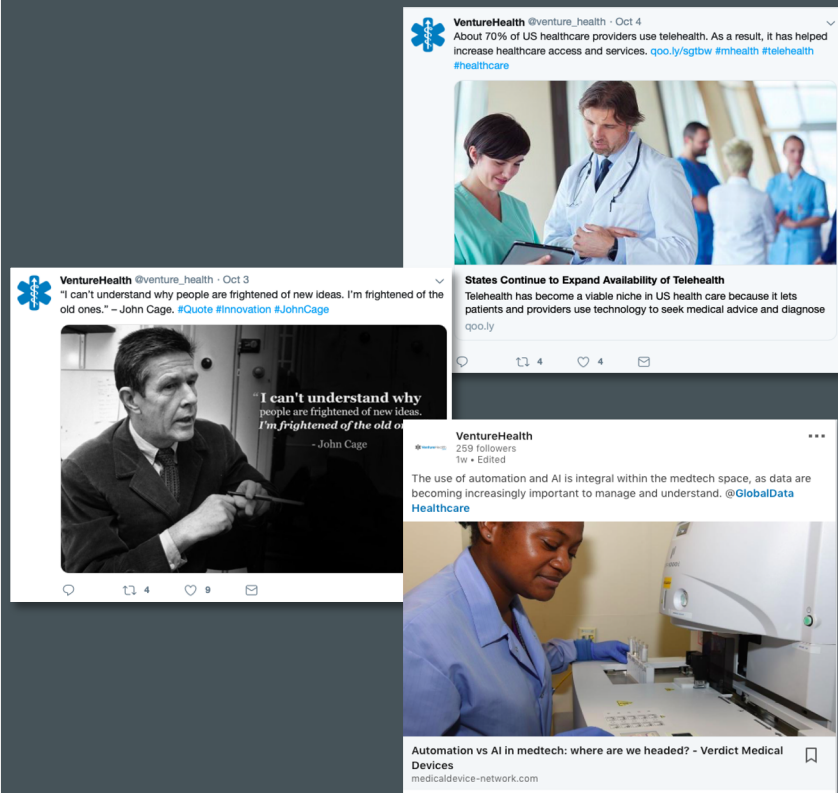 VentureHealth @venture_health · Oct 4
About 70% of US healthcare providers use telehealth. As a result, it has helped
increase healthcare access and services. qoo.ly/sgtbw #mhealth #telehealth
#healthcare
States Continue to Expand Availability of Telehealth
Telehealth has become a viable niche in US health care because it lets
patients and providers use technology to seek medical advice and diagnose
qoo.ly
4
4
VentureHealth @venture_health · Oct 3
“I can’t understand why people are frightened of new ideas. I’m frightened of the
old ones.” – John Cage. #Quote #Innovation #JohnCage
“I can't understand why
people are frightened of new ideas.
I'm frightened of the old
- John Cage
4
9
VentureHealth
259 followers
1w • Edited
The use of automation and AI is integral within the medtech space, as data are
becoming increasingly important to manage and understand. @GlobalData
Healthcare
Automation vs AI in medtech: where are we headed? - Verdict Medical
Devices
medicaldevice-network.com